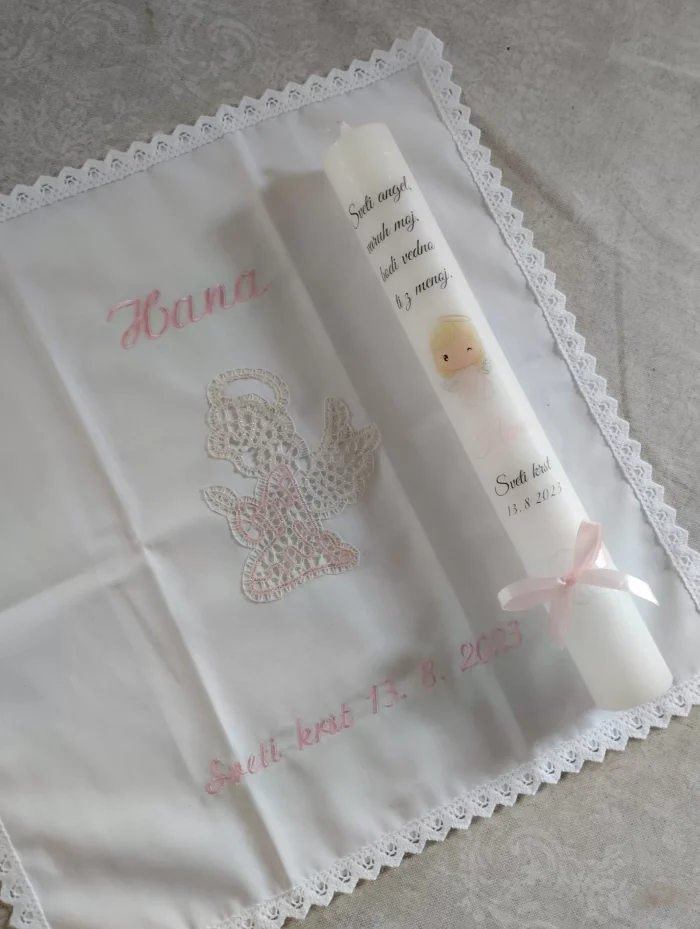 Hana
Sveti krst 13. 8. 2023
Sveti angel,
varuh moj,
bodi vedno
ti z menoj.
Sveti krst
13.8.2023